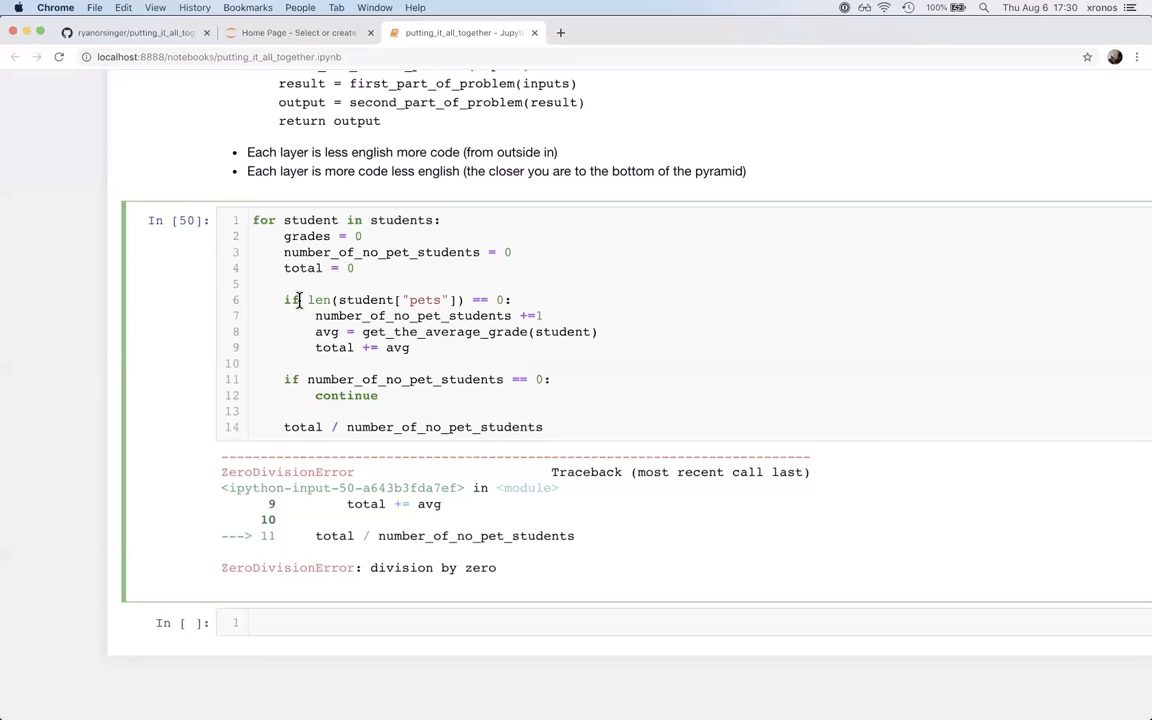 Chrome File Edit View History Bookmarks People Tab Window Help 100% Thu Aug 6 17:30 xronos
ryanorsinger/putting_it_all_tog × Home Page - Select or create × putting_it_all_together - Jupyt × +
localhost:8888/notebooks/putting_it_all_together.ipynb
result = first_part_of_problem(inputs)
output = second_part_of_problem(result)
return output
• Each layer is less english more code (from outside in)
• Each layer is more code less english (the closer you are to the bottom of the pyramid)
In [50]:
1 for student in students:
2 grades = 0
3 number_of_no_pet_students = 0
4 total = 0
5
6 if len(student["pets"]) == 0:
7 number_of_no_pet_students +=1
8 avg = get_the_average_grade(student)
9 total += avg
10
11 if number_of_no_pet_students == 0:
12 continue
13
14 total / number_of_no_pet_students
---------------------------------------------------------------------------
ZeroDivisionError Traceback (most recent call last)
<ipython-input-50-a643b3fda7ef> in <module>
9 total += avg
10
---> 11 total / number_of_no_pet_students
ZeroDivisionError: division by zero
In [ ]: 1